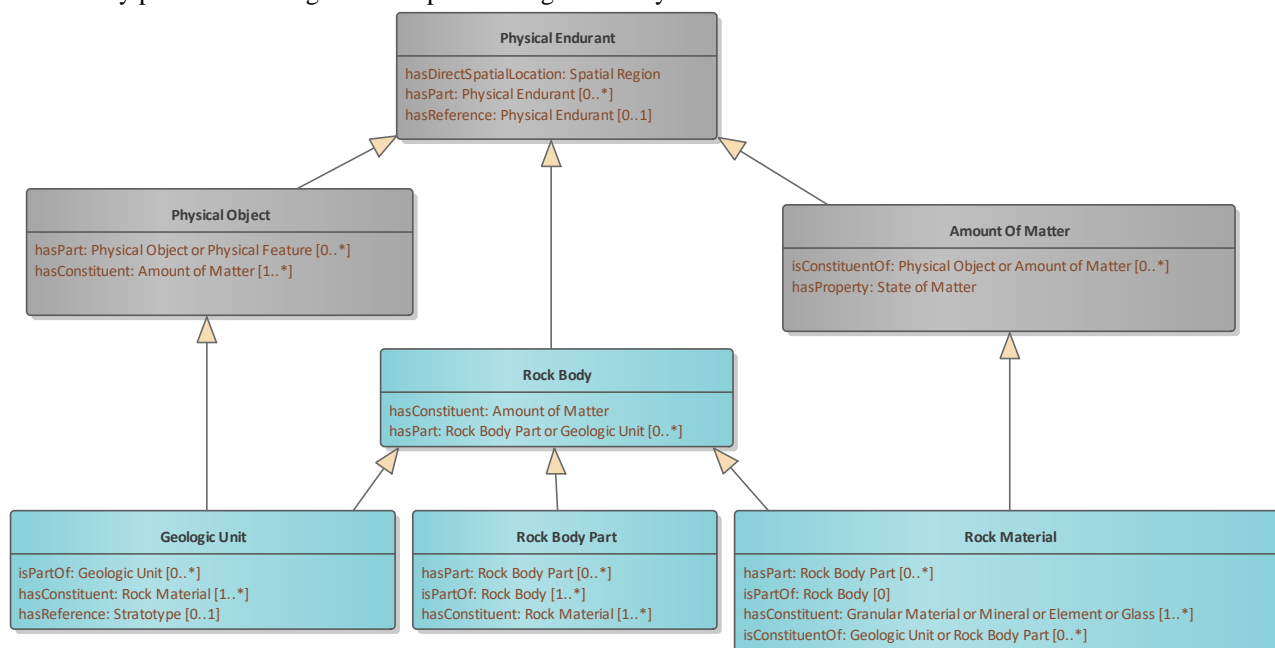 Physical Endurant
hasDirectSpatialLocation: Spatial Region
hasPart: Physical Endurant [0..*]
hasReference: Physical Endurant [0..1]
Physical Object
hasPart: Physical Object or Physical Feature [0..*]
hasConstituent: Amount of Matter [1..*]
Amount Of Matter
isConstituentOf: Physical Object or Amount of Matter [0..*]
hasProperty: State of Matter
Rock Body
hasConstituent: Amount of Matter
hasPart: Rock Body Part or Geologic Unit [0..*]
Geologic Unit
isPartOf: Geologic Unit [0..*]
hasConstituent: Rock Material [1..*]
hasReference: Stratotype [0..1]
Rock Body Part
hasPart: Rock Body Part [0..*]
isPartOf: Rock Body [1..*]
hasConstituent: Rock Material [1..*]
Rock Material
hasPart: Rock Body Part [0..*]
isPartOf: Rock Body [0]
hasConstituent: Granular Material or Mineral or Element or Glass [1..*]
isConstituentOf: Geologic Unit or Rock Body Part [0..*]